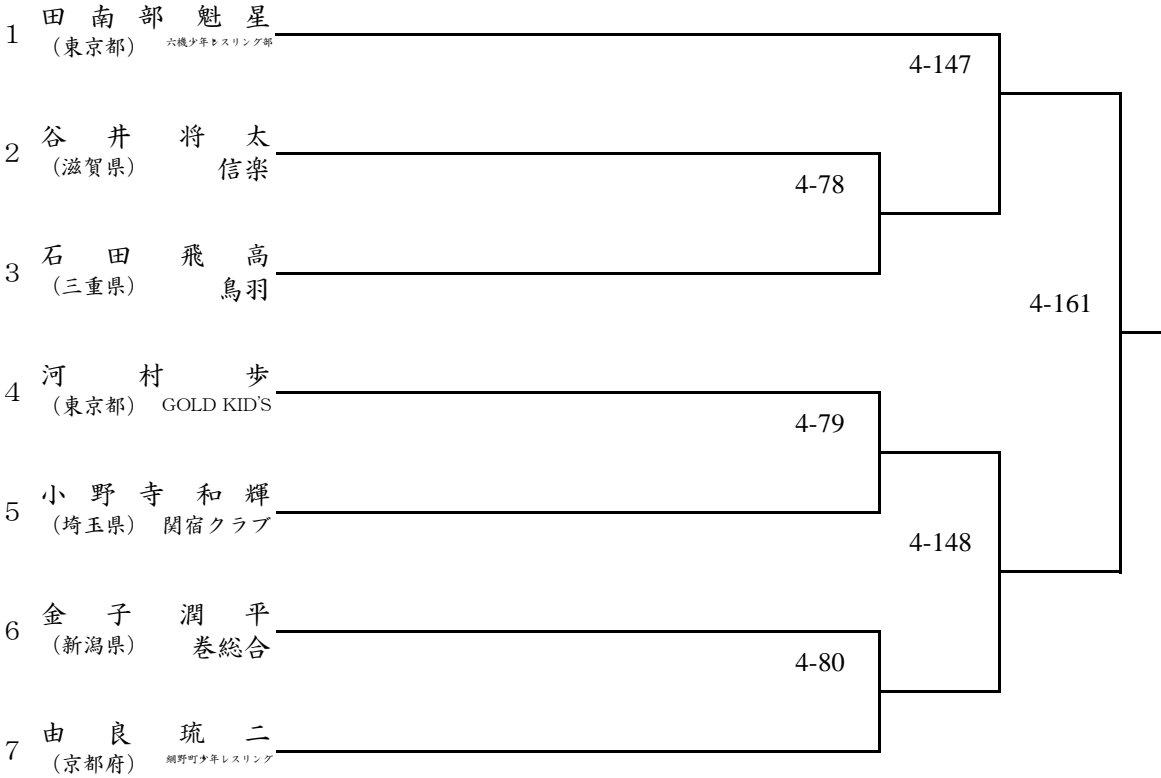 1 田南部 魁星
(東京都) 六機少年レスリング部
4-147
2 谷井 将太
(滋賀県) 信楽
4-78
3 石田 飛高
(三重県) 鳥羽
4-161
4 河村 歩
(東京都) GOLD KID'S
4-79
5 小野寺 和輝
(埼玉県) 関宿クラブ
4-148
6 金子 潤平
(新潟県) 巻総合
4-80
7 由良 琉二
(京都府) 網野町少年レスリング